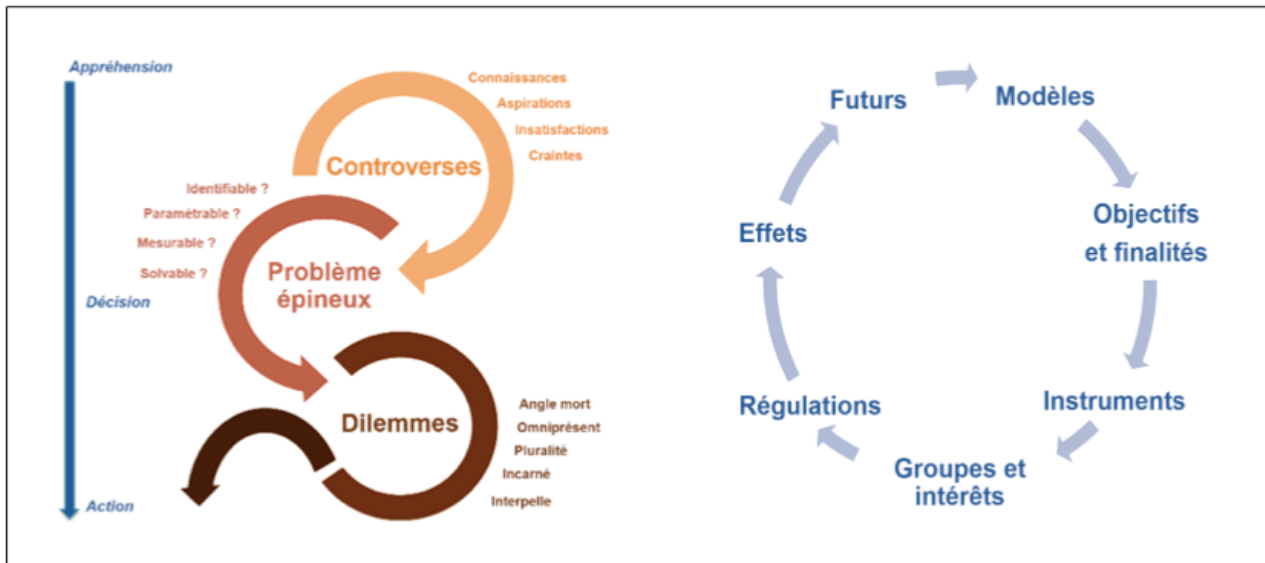 Appréhension
Connaissances
Aspirations
Insatisfactions
Craintes
Controverses
Identifiable ?
Paramétrable ?
Mesurable ?
Solvable ?
Problème
épineux
Décision
Dilemmes
Angle mort
Omniprésent
Pluralité
Incarné
Interpelle
Action
Futurs
Modèles
Objectifs
et finalités
Instruments
Groupes et
intérêts
Régulations
Effets